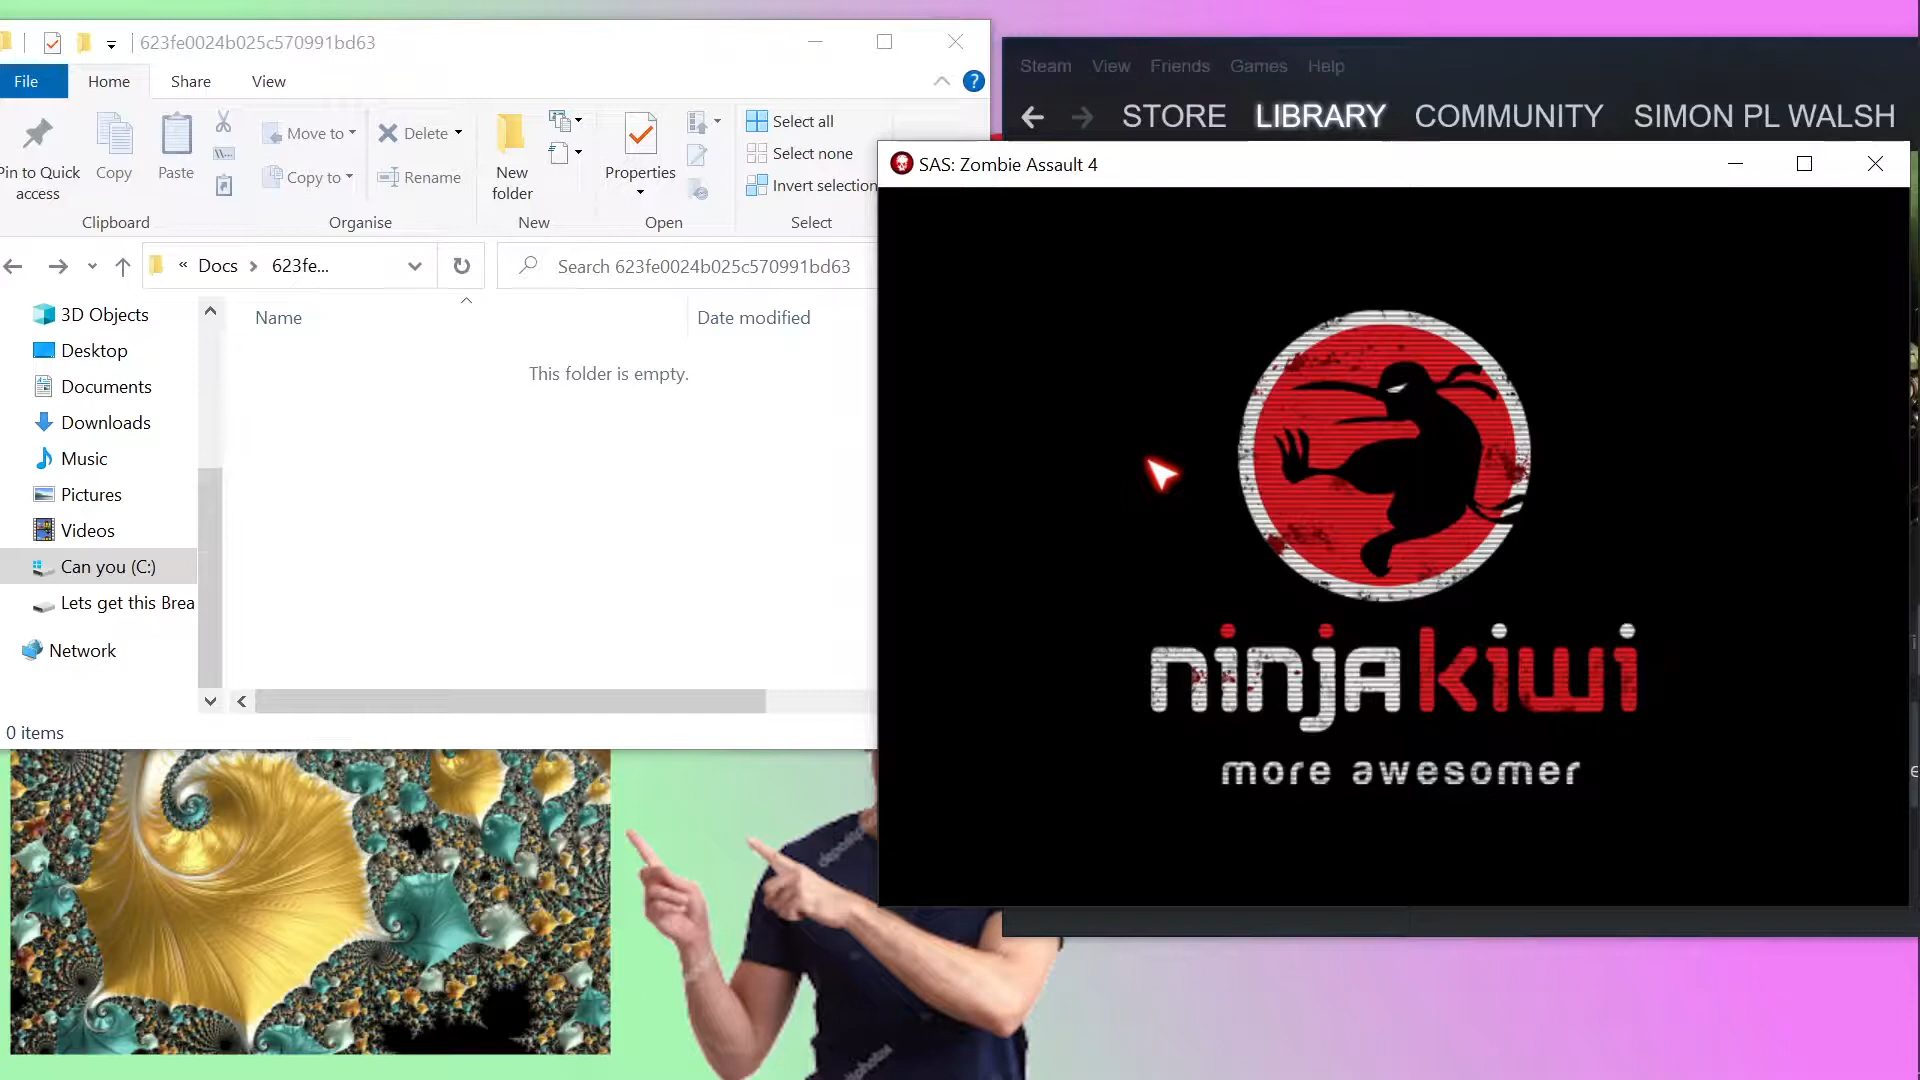 623fe0024b025c570991bd63
File
Home
Share
View
Pin to Quick access
Copy
Paste
Move to
Copy to
Delete
Rename
New folder
Properties
Select all
Select none
Invert selection
Clipboard
Organise
New
Open
Select
« Docs > 623fe...
Search 623fe0024b025c570991bd63
Name
Date modified
This folder is empty.
3D Objects
Desktop
Documents
Downloads
Music
Pictures
Videos
Can you (C:)
Lets get this Brea
Network
0 items
Steam
View
Friends
Games
Help
STORE
LIBRARY
COMMUNITY
SIMON PL WALSH
SAS: Zombie Assault 4
ninja kiwi
more awesomer